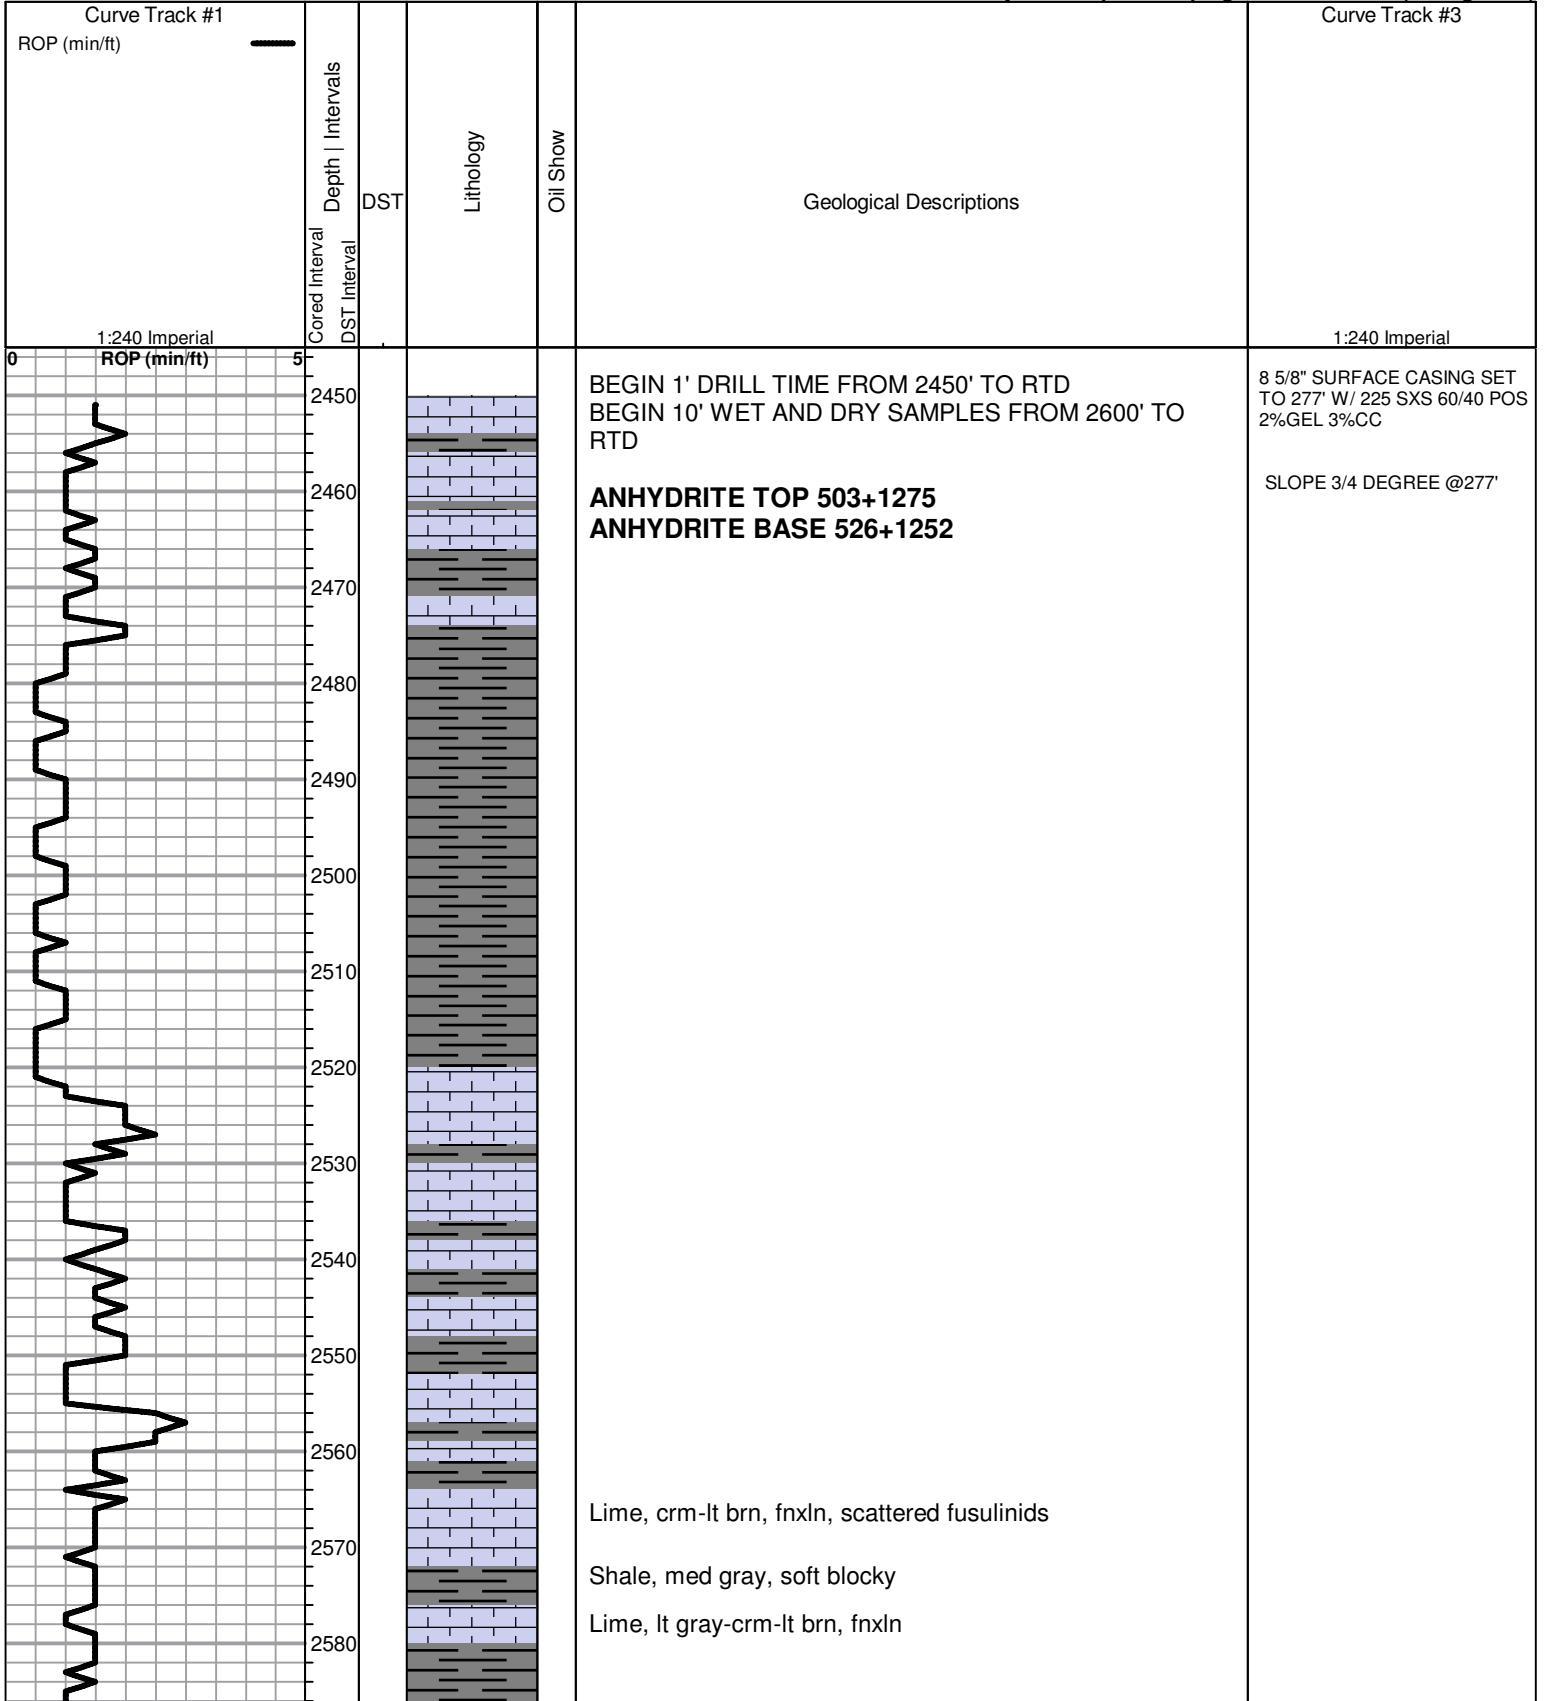 Curve Track #1
ROP (min/ft)
1:240 Imperial
Depth | Intervals
Cored Interval
DST Interval
DST
Lithology
Oil Show
Geological Descriptions
Curve Track #3
1:240 Imperial
0 ROP (min/ft) 5
2450
2460
2470
2480
2490
2500
2510
2520
2530
2540
2550
2560
2570
2580
BEGIN 1' DRILL TIME FROM 2450' TO RTD
BEGIN 10' WET AND DRY SAMPLES FROM 2600' TO
RTD
ANHYDRITE TOP 503+1275
ANHYDRITE BASE 526+1252
Lime, crm-lt brn, fnxln, scattered fusulinids
Shale, med gray, soft blocky
Lime, lt gray-crm-lt brn, fnxln
8 5/8" SURFACE CASING SET
TO 277' W/ 225 SXS 60/40 POS
2%GEL 3%CC
SLOPE 3/4 DEGREE @277'